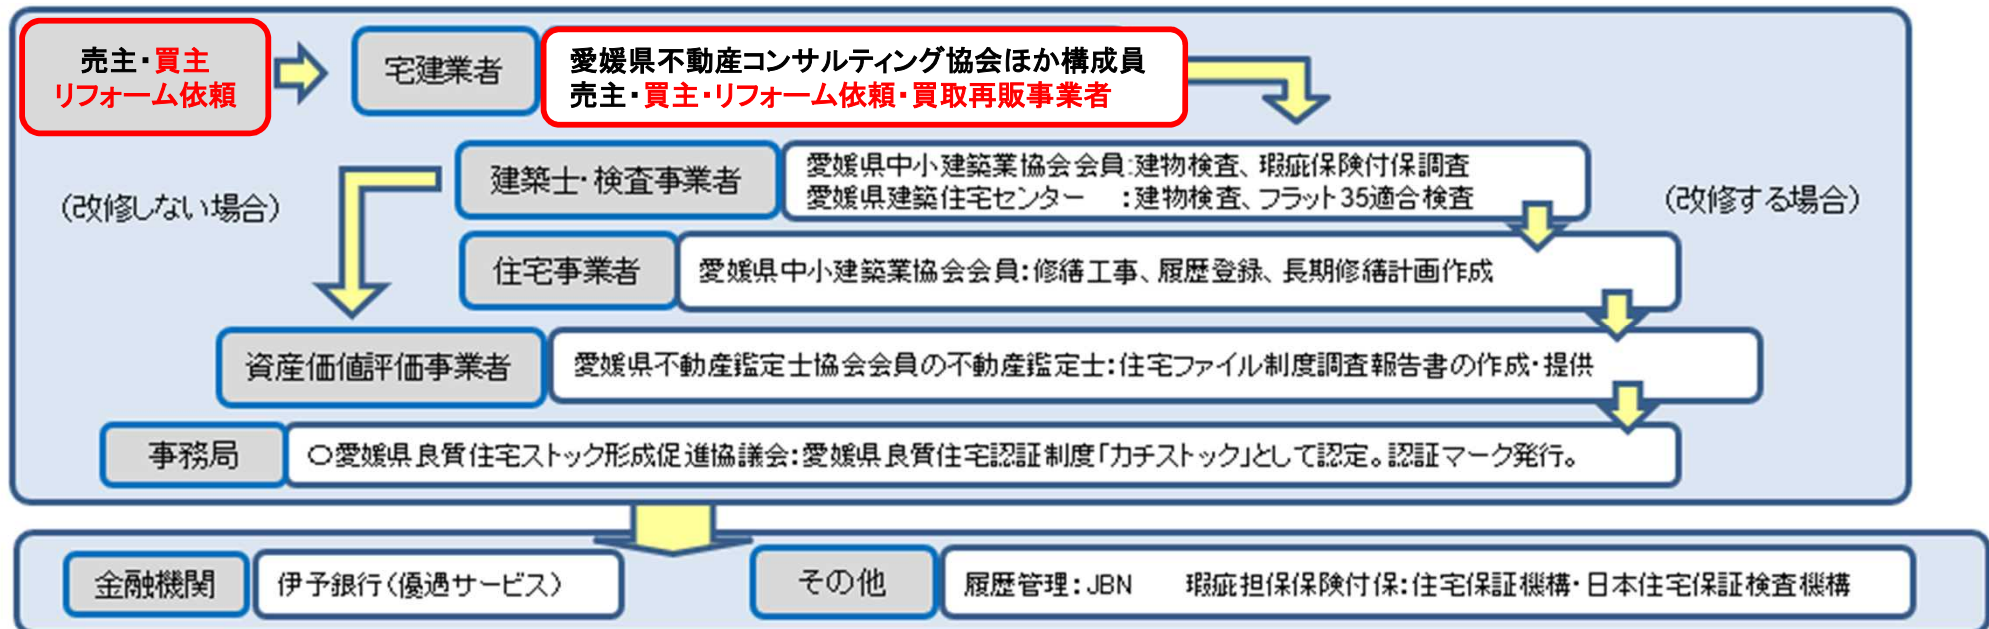 売主・買主
リフォーム依頼
宅建業者
愛媛県不動産コンサルティング協会ほか構成員
売主・買主・リフォーム依頼・買取再販事業者
建築士・検査事業者
愛媛県中小建築業協会会員:建物検査、瑕疵保険付保調査
愛媛県建築住宅センター :建物検査、フラット35適合検査
(改修しない場合)
(改修する場合)
住宅事業者
愛媛県中小建築業協会会員:修繕工事、履歴登録、長期修繕計画作成
資産価値評価事業者
愛媛県不動産鑑定士協会会員の不動産鑑定士:住宅ファイル制度調査報告書の作成・提供
事務局
〇愛媛県良質住宅ストック形成促進協議会:愛媛県良質住宅認証制度「カチストック」として認定。認証マーク発行。
金融機関
伊予銀行(優遇サービス)
その他
履歴管理:JBN 瑕疵担保保険付保:住宅保証機構・日本住宅保証検査機構